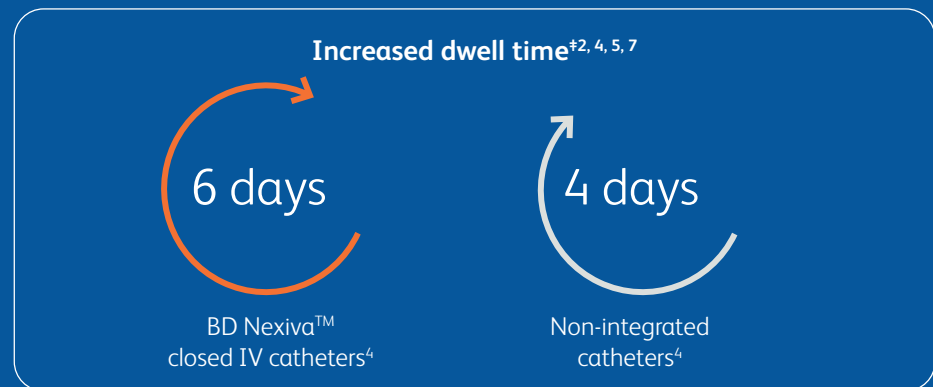 Increased dwell time‡2, 4, 5, 7
6 days
4 days
BD Nexiva™
closed IV catheters4
Non-integrated
catheters4